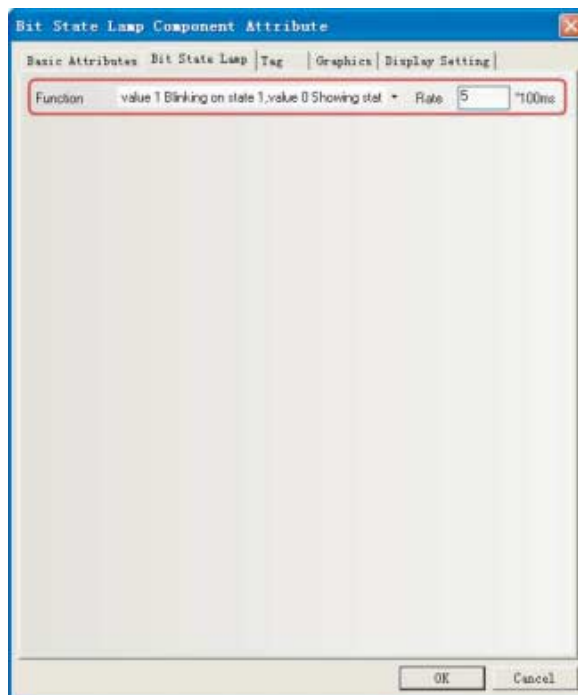 Bit State Lamp Component Attribute
Basic Attributes Bit State Lamp Tag Graphics Display Setting
Function value 1 Blinking on state 1,value 0 Showing stat Rate 5 *100ms
OK Cancel